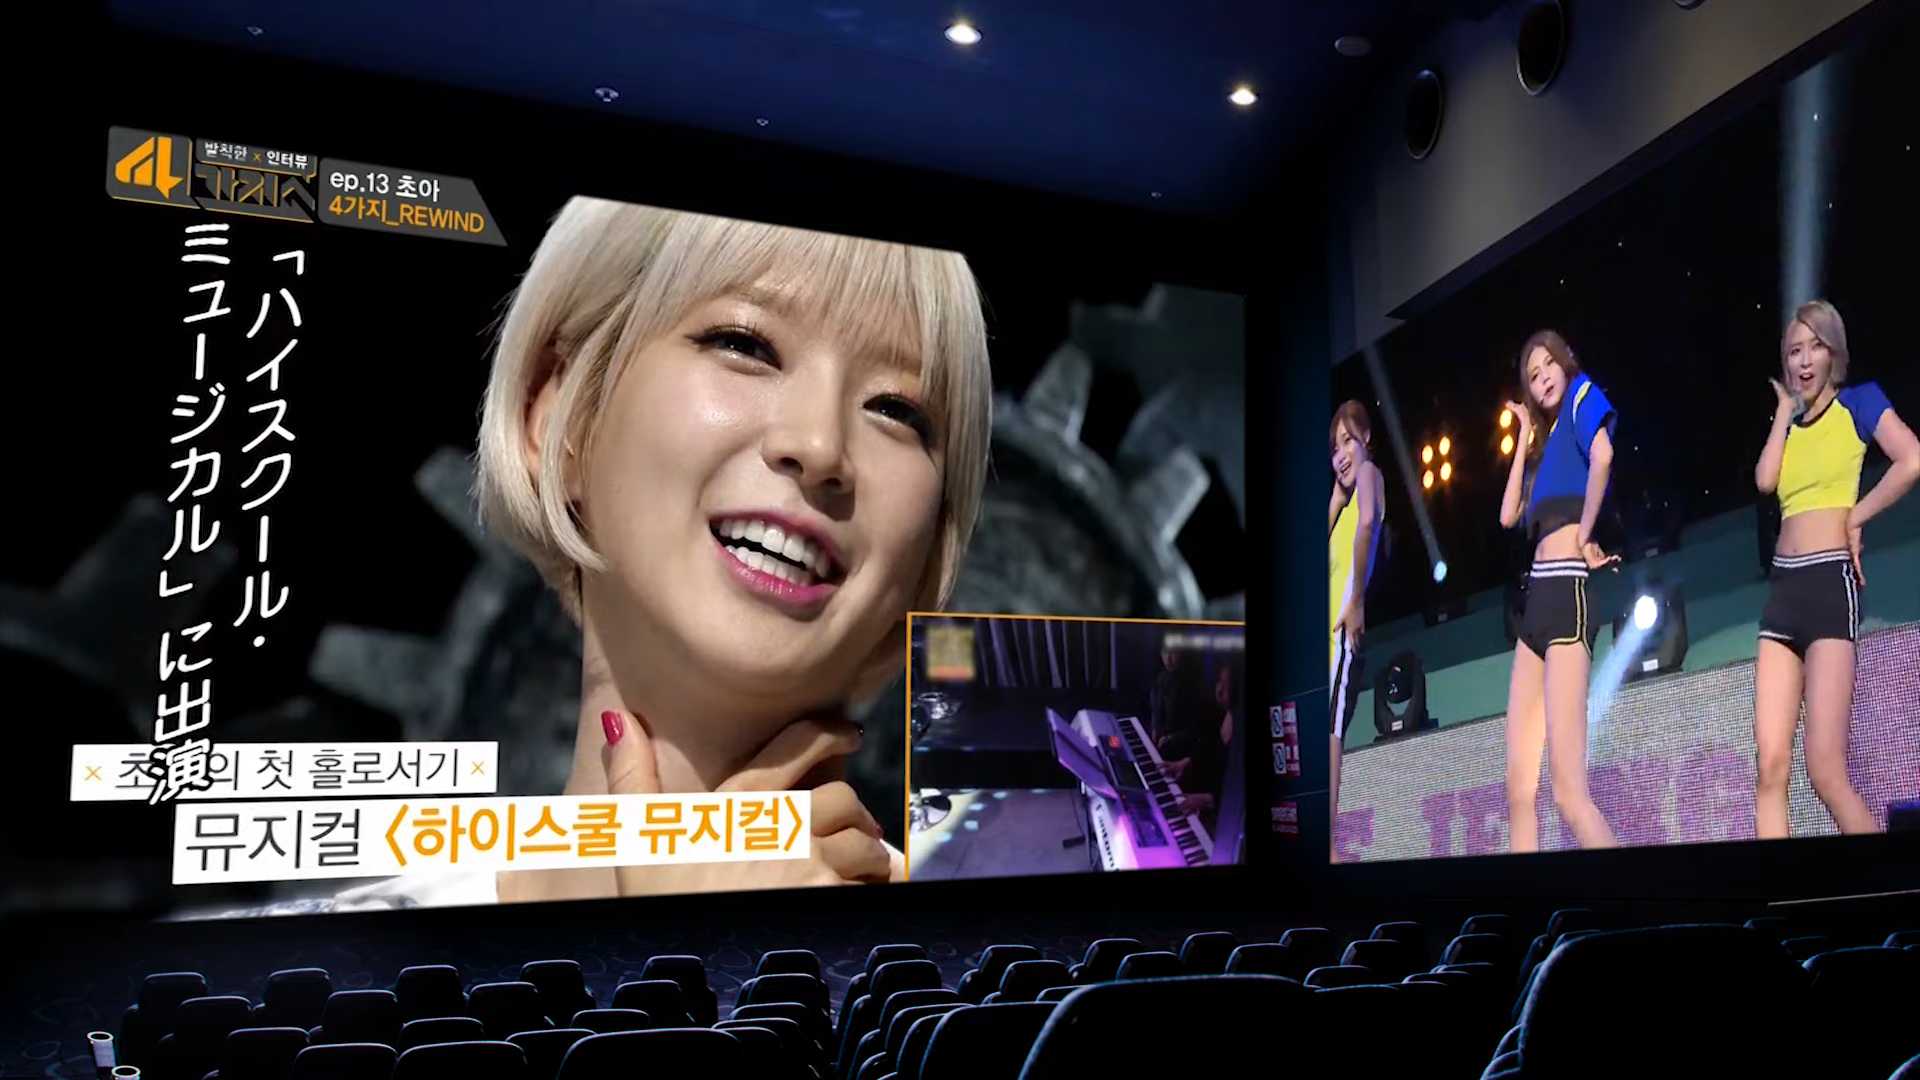 발칙한 × 인터뷰
4가지쇼
ep.13 초아
4가지_REWIND
「ハイスクール・
ミュージカル」に出演
× 초 의 첫 홀로서기 ×
뮤지컬 〈하이스쿨 뮤지컬〉